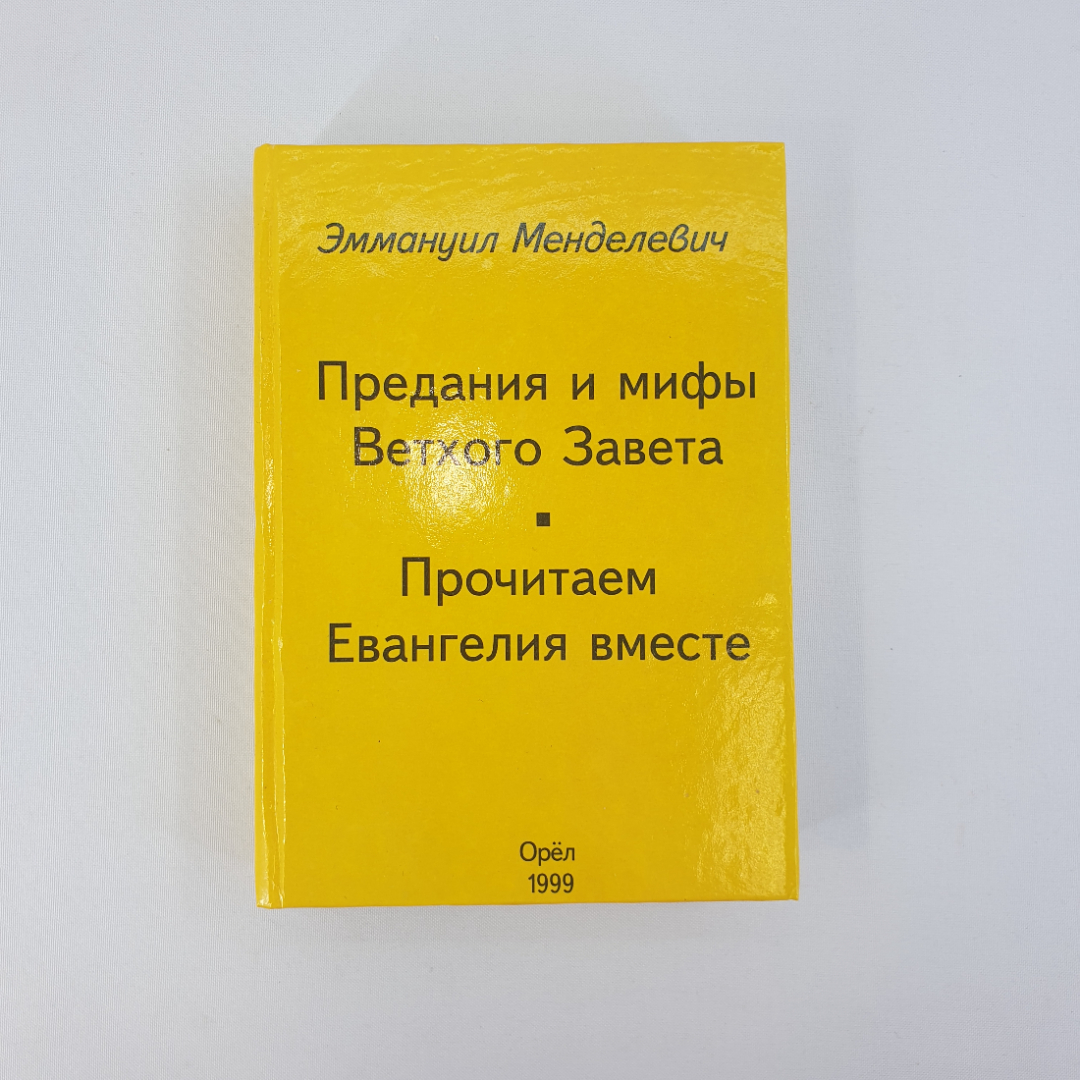 Эммануил Менделевич
Предания и мифы
Ветхого Завета
Прочитаем
Евангелия вместе
Орёл
1999